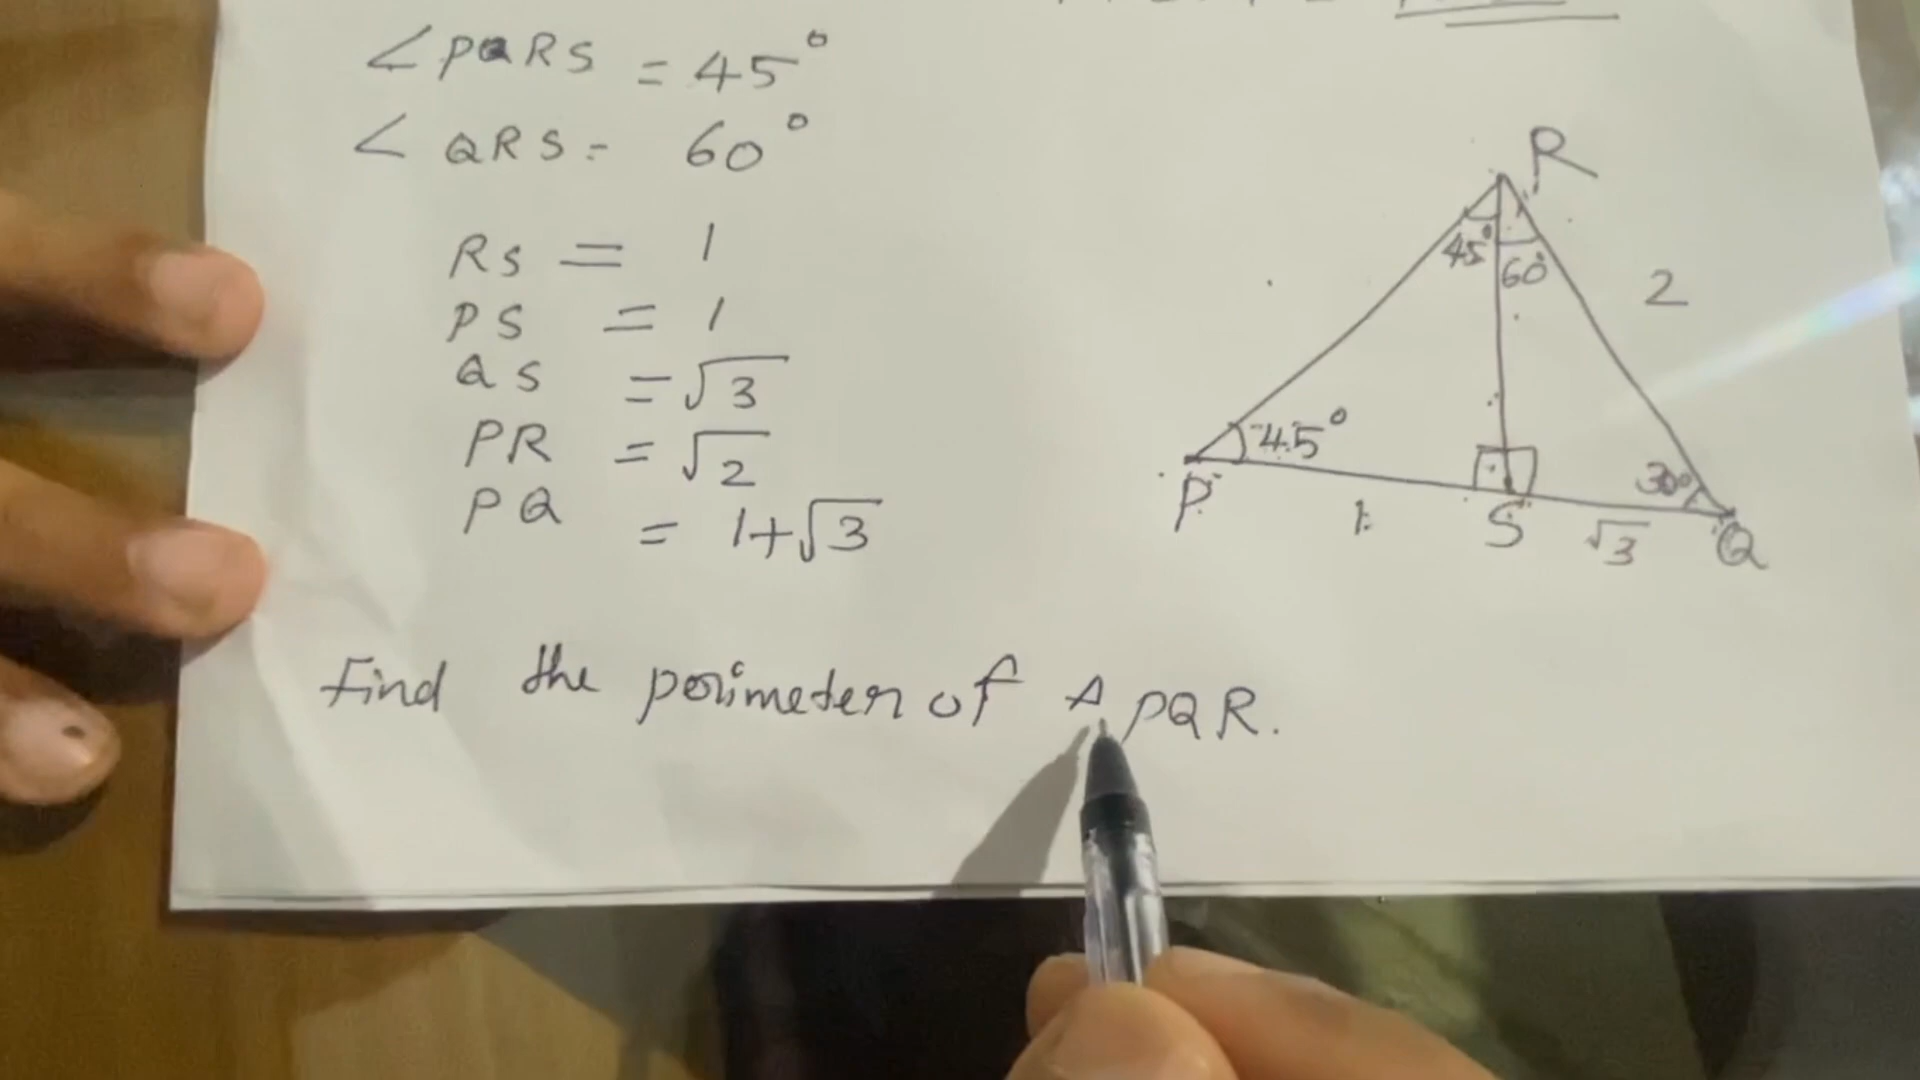 ∠PQRS = 45°
∠QRS = 60°
RS = 1
PS = 1
QS = √3
PR = √2
PQ = 1+√3
R
45°
60°
2
45°
30°
P
1
S
√3
Q
Find the perimeter of Δ PQR.